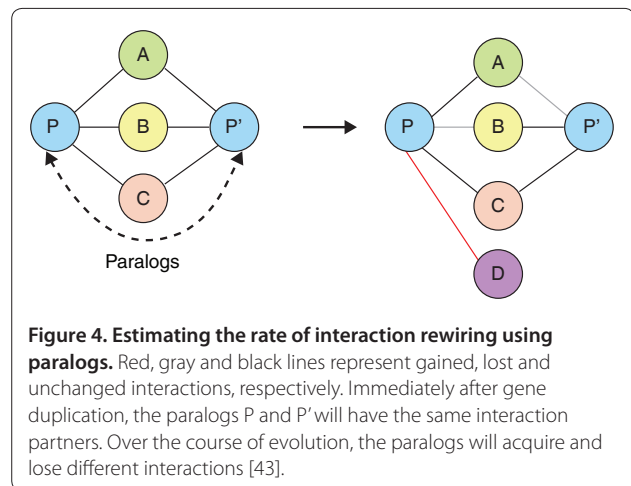 A
A
P
B
P'
P
B
P'
C
C
Paralogs
D
Figure 4. Estimating the rate of interaction rewiring using
paralogs. Red, gray and black lines represent gained, lost and
unchanged interactions, respectively. Immediately after gene
duplication, the paralogs P and P' will have the same interaction
partners. Over the course of evolution, the paralogs will acquire and
lose different interactions [43].